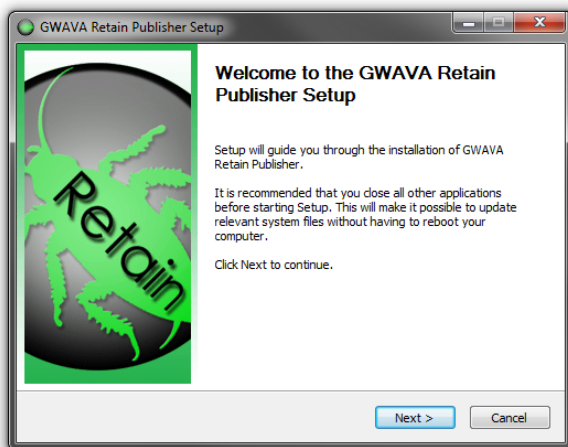 GWAVA Retain Publisher Setup
Welcome to the GWAVA Retain
Publisher Setup
Setup will guide you through the installation of GWAVA
Retain Publisher.
It is recommended that you close all other applications
before starting Setup. This will make it possible to update
relevant system files without having to reboot your
computer.
Click Next to continue.
Retain
Next >
Cancel